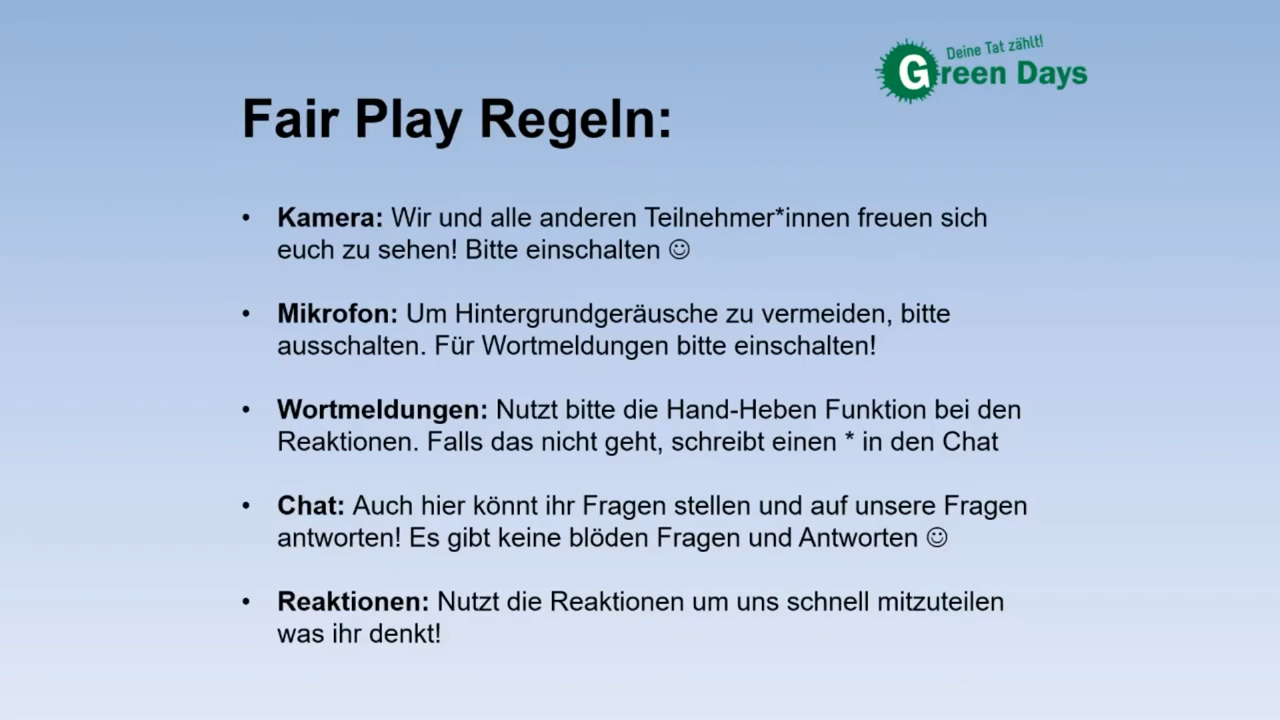 Deine Tat zählt!
Green Days
Fair Play Regeln:
• Kamera: Wir und alle anderen Teilnehmer*innen freuen sich
euch zu sehen! Bitte einschalten ☺
• Mikrofon: Um Hintergrundgeräusche zu vermeiden, bitte
ausschalten. Für Wortmeldungen bitte einschalten!
• Wortmeldungen: Nutzt bitte die Hand-Heben Funktion bei den
Reaktionen. Falls das nicht geht, schreibt einen * in den Chat
• Chat: Auch hier könnt ihr Fragen stellen und auf unsere Fragen
antworten! Es gibt keine blöden Fragen und Antworten ☺
• Reaktionen: Nutzt die Reaktionen um uns schnell mitzuteilen
was ihr denkt!